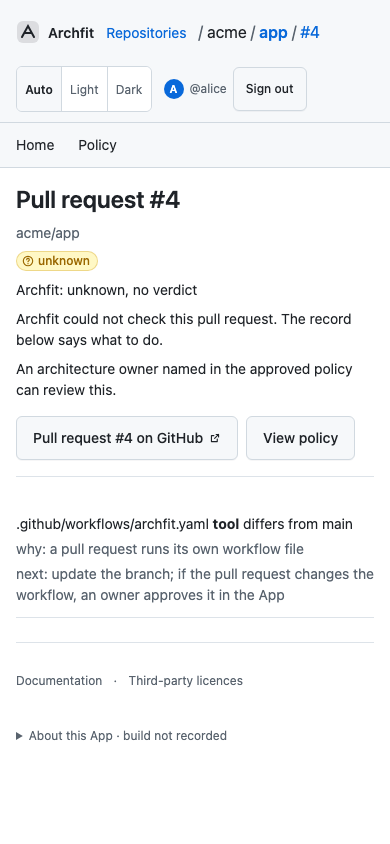 Archfit Repositories / acme / app / #4
Auto Light Dark A @alice Sign out
Home Policy
Pull request #4
acme/app
unknown
Archfit: unknown, no verdict
Archfit could not check this pull request. The record
below says what to do.
An architecture owner named in the approved policy
can review this.
Pull request #4 on GitHub View policy
.github/workflows/archfit.yaml tool differs from main
why: a pull request runs its own workflow file
next: update the branch; if the pull request changes the
workflow, an owner approves it in the App
Documentation · Third-party licences
About this App · build not recorded